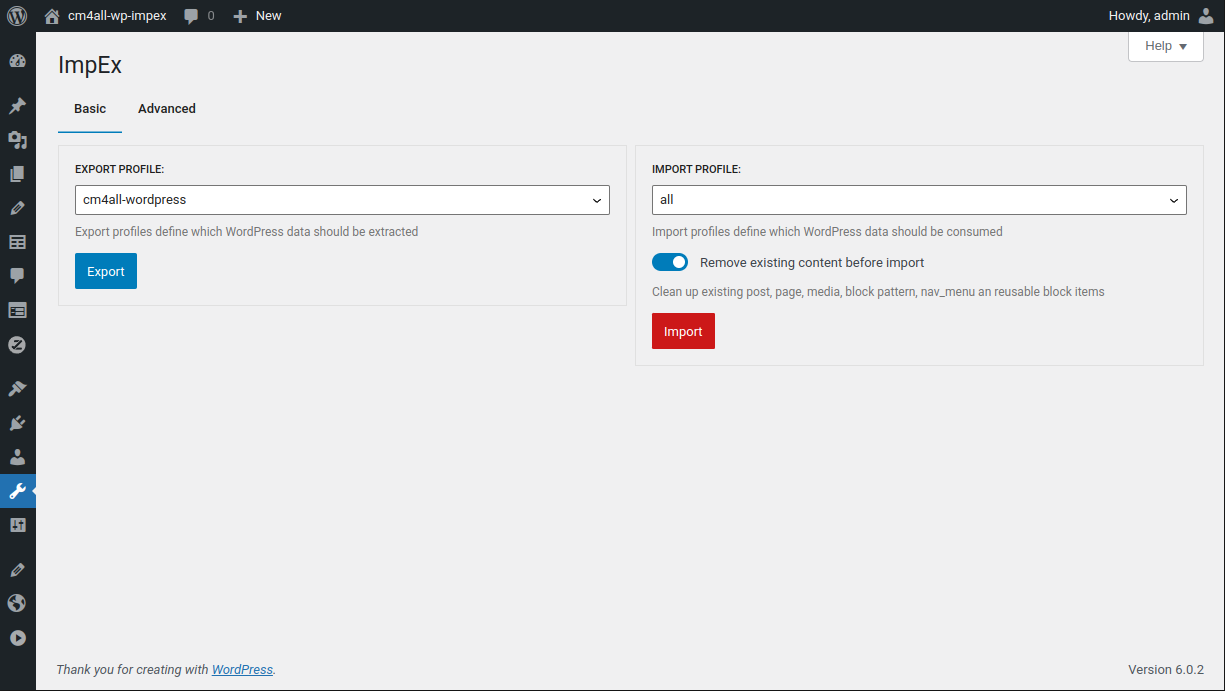 cm4all-wp-impex 0 New Howdy, admin
Help
ImpEx
Basic Advanced
EXPORT PROFILE:
cm4all-wordpress
Export profiles define which WordPress data should be extracted
Export
IMPORT PROFILE:
all
Import profiles define which WordPress data should be consumed
Remove existing content before import
Clean up existing post, page, media, block pattern, nav_menu an reusable block items
Import
Thank you for creating with WordPress. Version 6.0.2